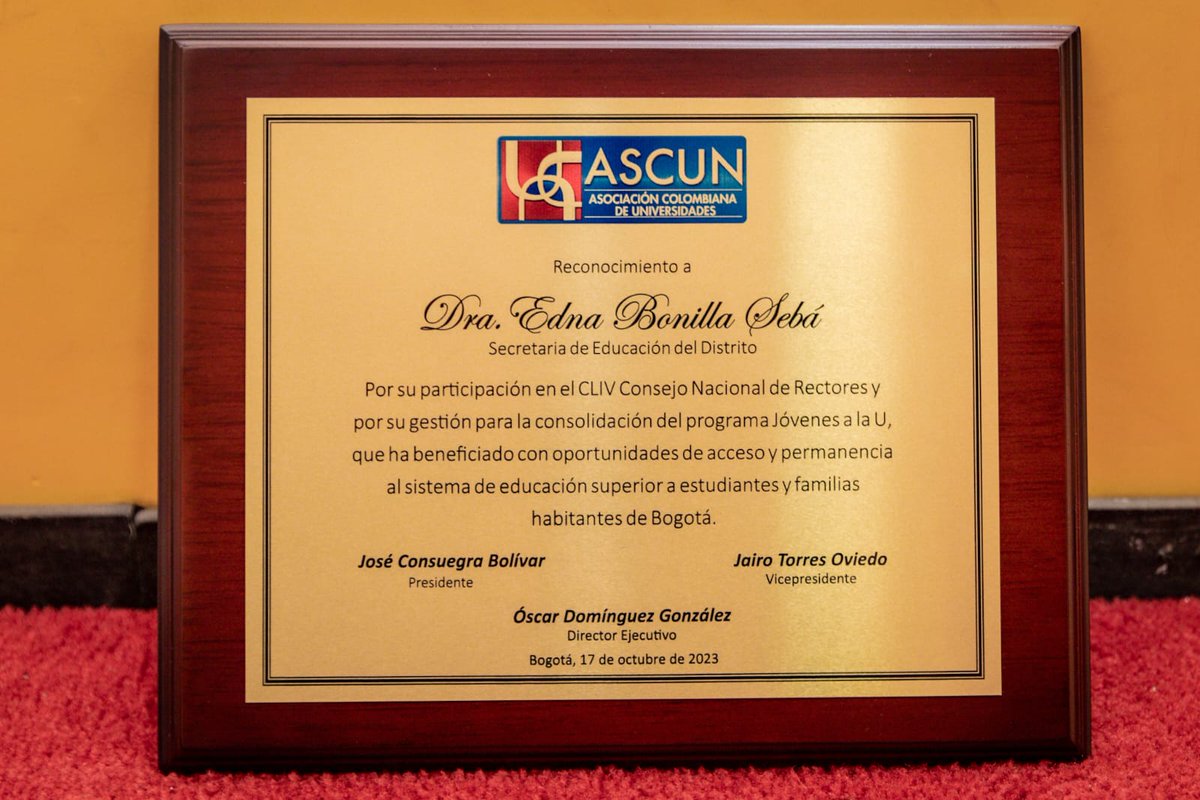 ASCUN
ASOCIACIÓN COLOMBIANA
DE UNIVERSIDADES
Reconocimiento a
Dra. Edna Bonilla Sebá
Secretaria de Educación del Distrito
Por su participación en el CLIV Consejo Nacional de Rectores y
por su gestión para la consolidación del programa Jóvenes a la U,
que ha beneficiado con oportunidades de acceso y permanencia
al sistema de educación superior a estudiantes y familias
habitantes de Bogotá.
José Consuegra Bolívar
Presidente
Jairo Torres Oviedo
Vicepresidente
Óscar Domínguez González
Director Ejecutivo
Bogotá, 17 de octubre de 2023